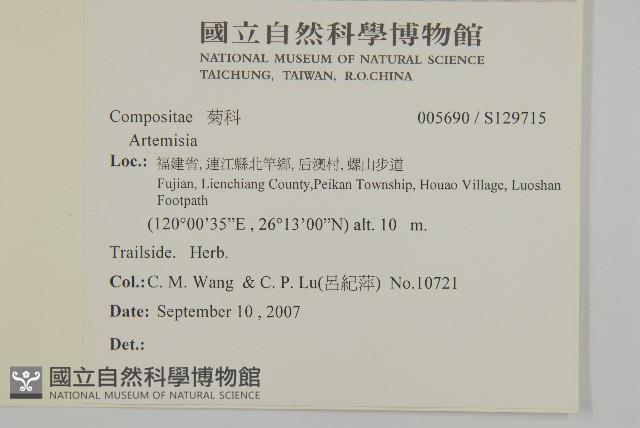 國立自然科學博物館
NATIONAL MUSEUM OF NATURAL SCIENCE
TAICHUNG, TAIWAN, R.O.CHINA
Compositae 菊科 005690 / S129715
Artemisia
Loc.: 福建省, 連江縣北竿鄉, 后澳村, 螺山步道
Fujian, Lienchiang County,Peikan Township, Houao Village, Luoshan
Footpath
(120°00'35”E , 26°13'00”N) alt. 10 m.
Trailside. Herb.
Col.: C. M. Wang & C. P. Lu(呂紀萍) No.10721
Date: September 10 , 2007
Det.:
國立自然科學博物館
NATIONAL MUSEUM OF NATURAL SCIENCE